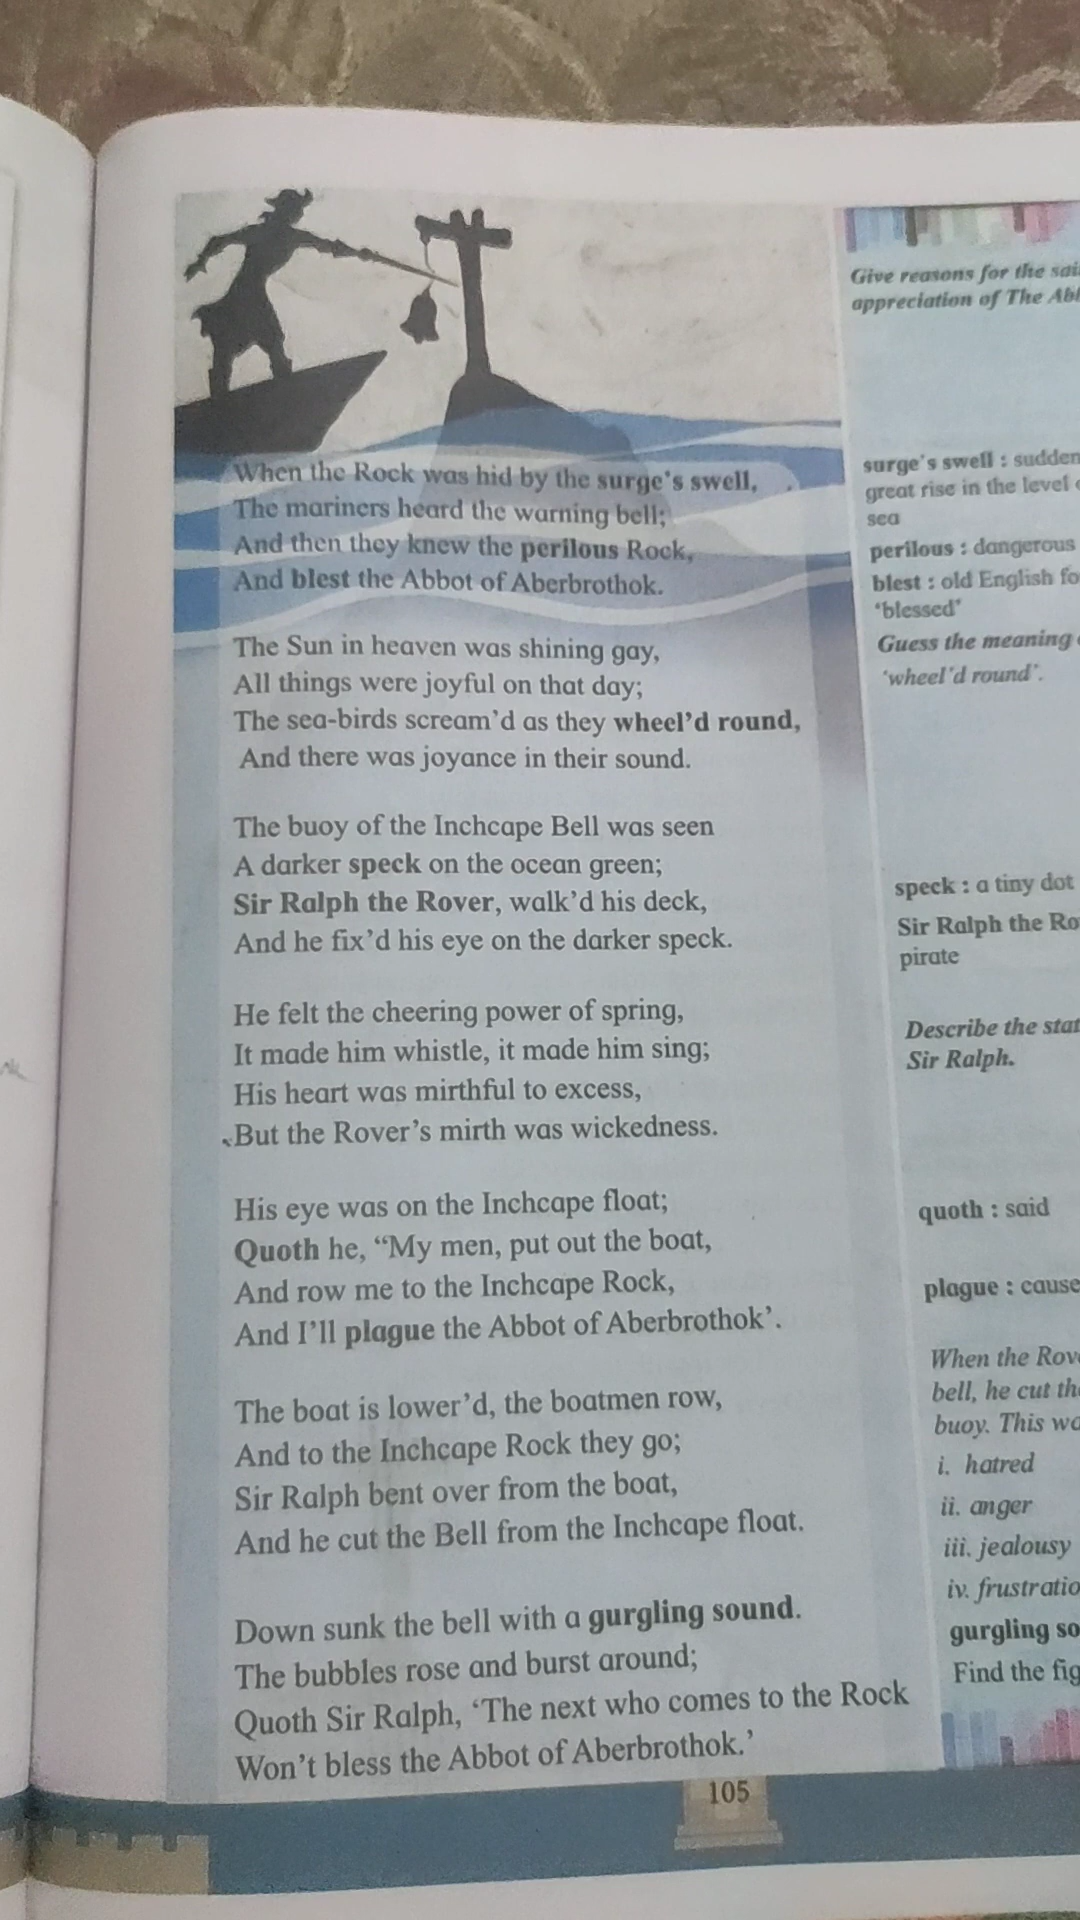 When the Rock was hid by the surge's swell,
The mariners heard the warning bell;
And then they knew the perilous Rock,
And blest the Abbot of Aberbrothok.
The Sun in heaven was shining gay,
All things were joyful on that day;
The sea-birds scream'd as they wheel'd round,
And there was joyance in their sound.
The buoy of the Inchcape Bell was seen
A darker speck on the ocean green;
Sir Ralph the Rover, walk'd his deck,
And he fix'd his eye on the darker speck.
He felt the cheering power of spring,
It made him whistle, it made him sing;
His heart was mirthful to excess,
But the Rover's mirth was wickedness.
His eye was on the Inchcape float;
Quoth he, “My men, put out the boat,
And row me to the Inchcape Rock,
And I'll plague the Abbot of Aberbrothok’.
The boat is lower'd, the boatmen row,
And to the Inchcape Rock they go;
Sir Ralph bent over from the boat,
And he cut the Bell from the Inchcape float.
Down sunk the bell with a gurgling sound.
The bubbles rose and burst around;
Quoth Sir Ralph, ‘The next who comes to the Rock
Won't bless the Abbot of Aberbrothok.’
Give reasons for the
appreciation of The
surge's swell : sudden
great rise in the level
sea
perilous : dangerous
blest : old English
‘blessed’
Guess the meaning
‘wheel'd round’.
speck : a tiny dot
Sir Ralph the
pirate
Describe the
Sir Ralph.
quoth : said
plague : cause
When the
bell, he cut
buoy. This
i. hatred
ii. anger
iii. jealousy
iv.
gurgling
Find the
105